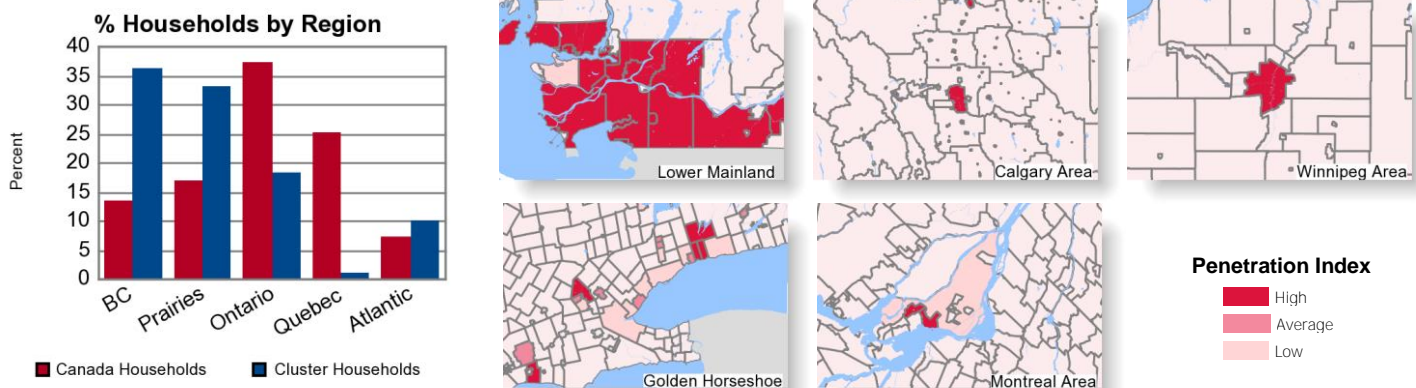 % Households by Region
40
35
30
25
20
15
10
5
0
Percent
BC
Prairies
Ontario
Quebec
Atlantic
Canada Households
Cluster Households
Lower Mainland
Calgary Area
Winnipeg Area
Golden Horseshoe
Montreal Area
Penetration Index
High
Average
Low